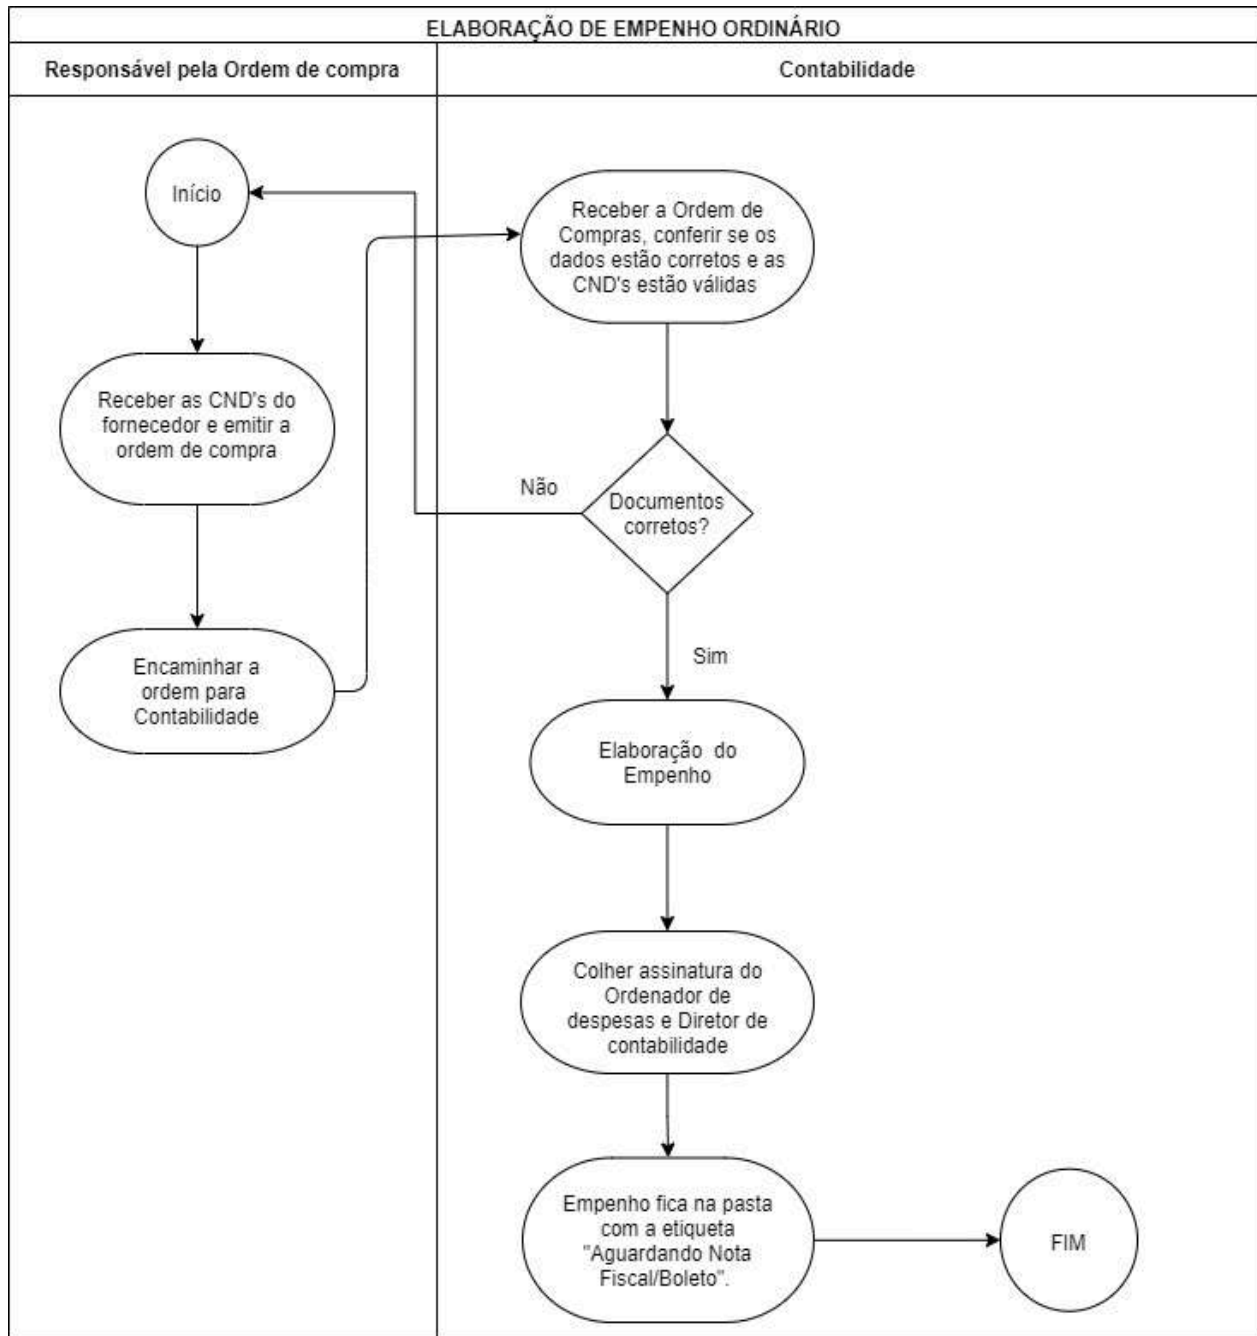 ELABORAÇÃO DE EMPENHO ORDINÁRIO
Responsável pela Ordem de compra
Contabilidade
Início
Receber as CND's do
fornecedor e emitir a
ordem de compra
Encaminhar a
ordem para
Contabilidade
Receber a Ordem de
Compras, conferir se os
dados estão corretos e as
CND's estão válidas
Documentos
corretos?
Não
Sim
Elaboração do
Empenho
Colher assinatura do
Ordenador de
despesas e Diretor de
contabilidade
Empenho fica na pasta
com a etiqueta
"Aguardando Nota
Fiscal/Boleto".
FIM